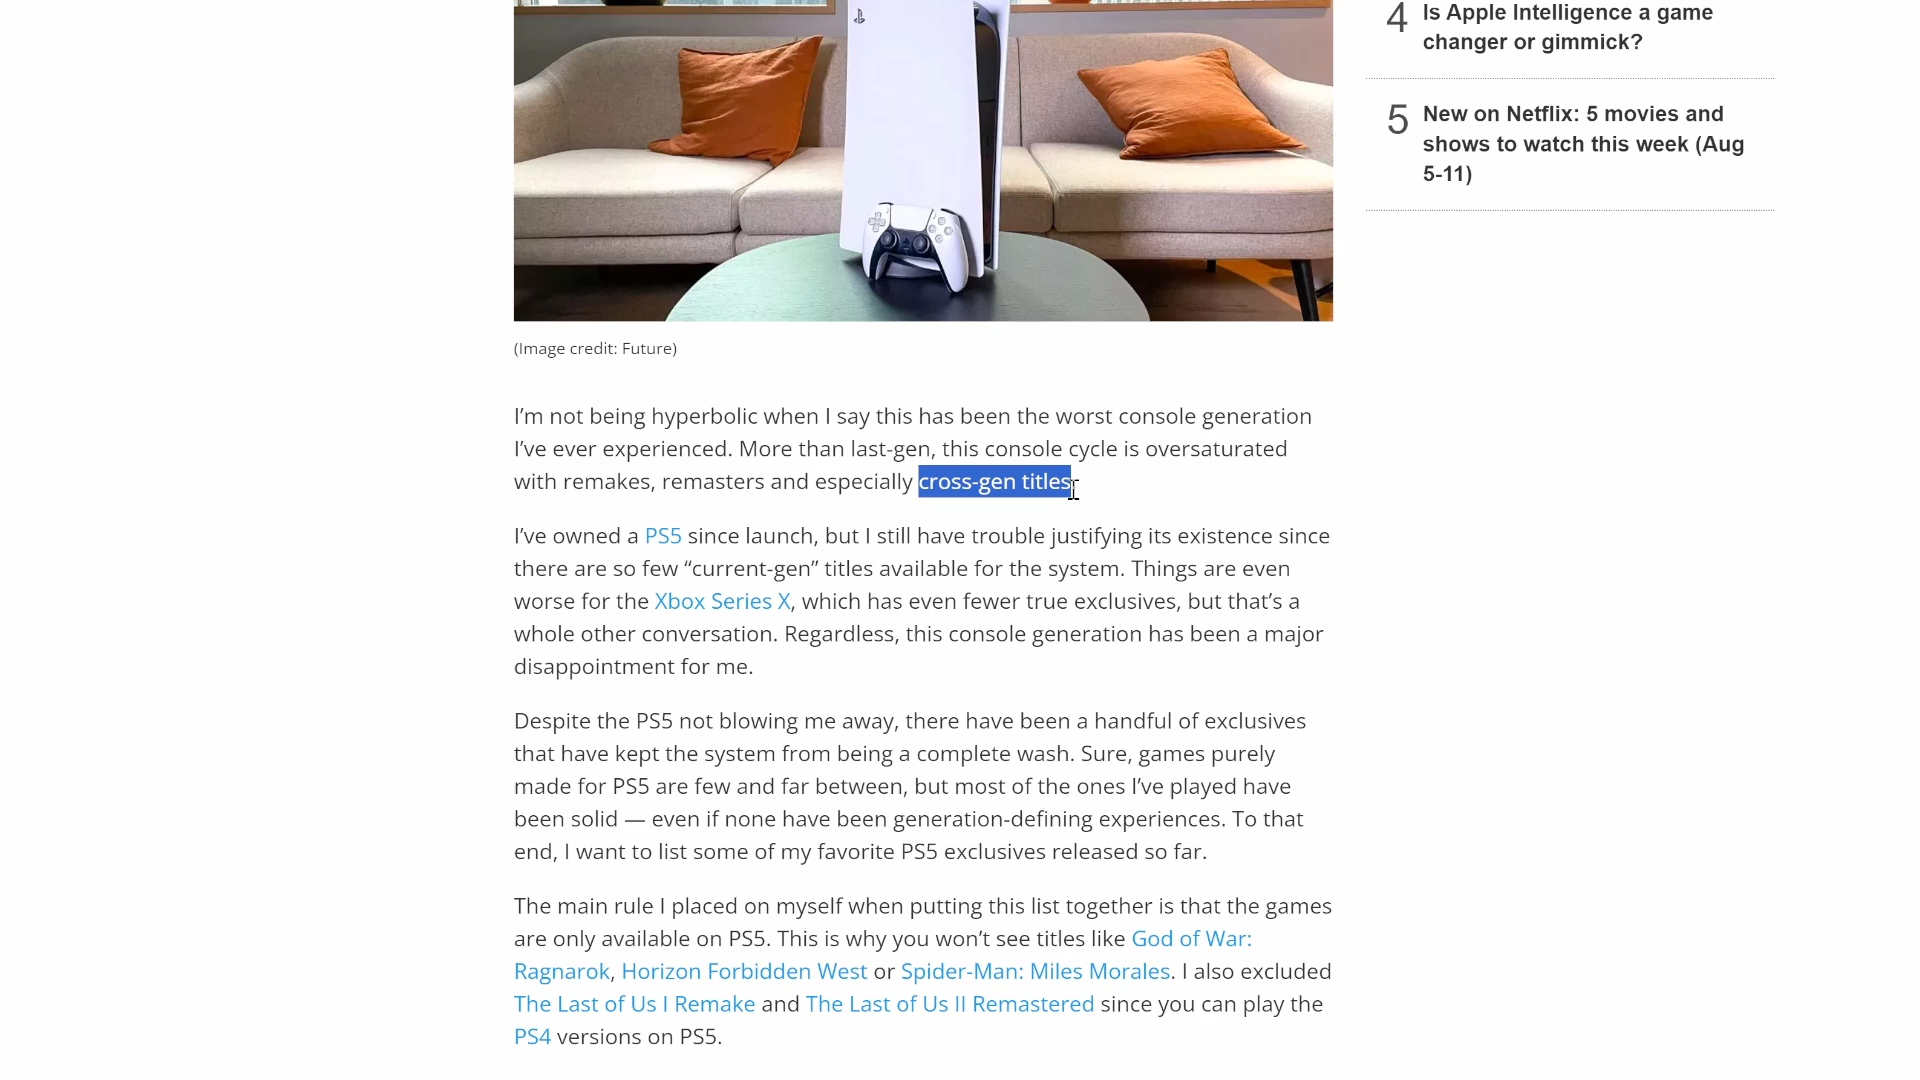 4
Is Apple Intelligence a game
changer or gimmick?
5
New on Netflix: 5 movies and
shows to watch this week (Aug
5-11)
(Image credit: Future)
I’m not being hyperbolic when I say this has been the worst console generation
I’ve ever experienced. More than last-gen, this console cycle is oversaturated
with remakes, remasters and especially cross-gen titles.
I’ve owned a PS5 since launch, but I still have trouble justifying its existence since
there are so few “current-gen” titles available for the system. Things are even
worse for the Xbox Series X, which has even fewer true exclusives, but that’s a
whole other conversation. Regardless, this console generation has been a major
disappointment for me.
Despite the PS5 not blowing me away, there have been a handful of exclusives
that have kept the system from being a complete wash. Sure, games purely
made for PS5 are few and far between, but most of the ones I’ve played have
been solid — even if none have been generation-defining experiences. To that
end, I want to list some of my favorite PS5 exclusives released so far.
The main rule I placed on myself when putting this list together is that the games
are only available on PS5. This is why you won’t see titles like God of War:
Ragnarok, Horizon Forbidden West or Spider-Man: Miles Morales. I also excluded
The Last of Us I Remake and The Last of Us II Remastered since you can play the
PS4 versions on PS5.